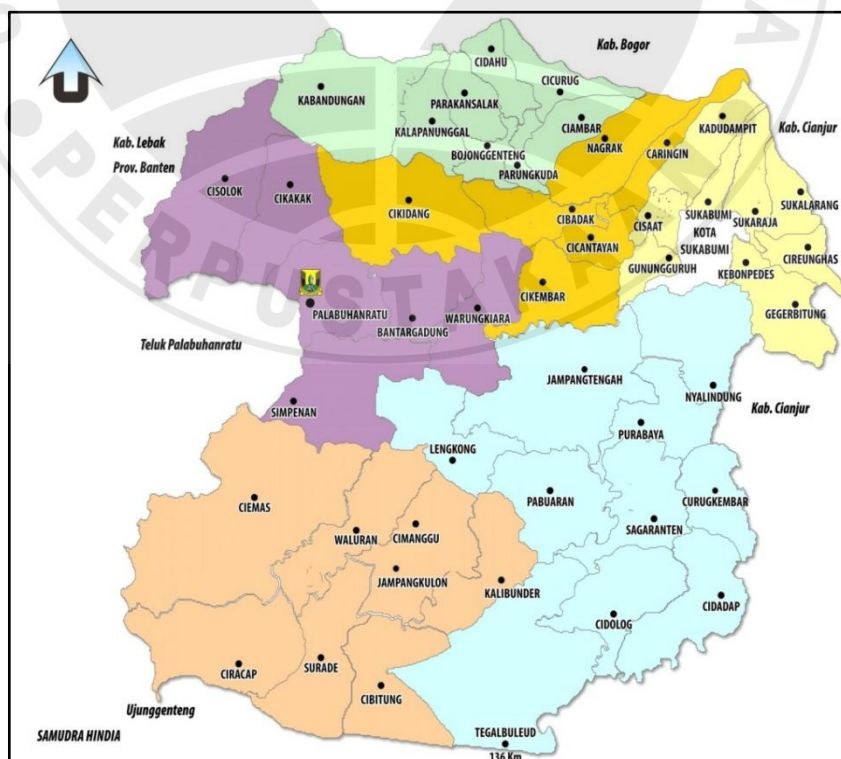 PERPUSTAKAAN
U
Kab. Bogor
CIDAHU
CICURUG
KABANDUNGAN
PARAKANSALAK
KALAPANUNGGAL
CIAMBAR
NAGRAK
KADUDAMPIT
Kab. Cianjur
Kab. Lebak
Prov. Banten
BOJONGGENTENG
PARUNGKUDA
CARINGIN
CISOLOK
CIKAKAK
CIKIDANG
CIBADAK
CISAAT
SUKABUMI
KOTA
SUKABUMI
SUKARAJA
SUKALARANG
CICANTAYAN
GUNUNGGURUH
CIREUNGHAS
KEBONPEDES
CIKEMBAR
GEGERBITUNG
PALABUHANRATU
BANTARGADUNG
WARUNGKIARA
Teluk Palabuhanratu
JAMPANGTENGAH
NYALINDUNG
Kab. Cianjur
SIMPENAN
PURABAYA
LENGKONG
CIEMAS
PABUARAN
CURUGKEMBAR
SAGARANTEN
WALURAN
CIMANGGU
JAMPANGKULON
KALIBUNDER
CIDADAP
CIDOLOG
CIRACAP
SURADE
CIBITUNG
Ujunggenteng
SAMUDRA HINDIA
TEGALBULEUD
136 Km